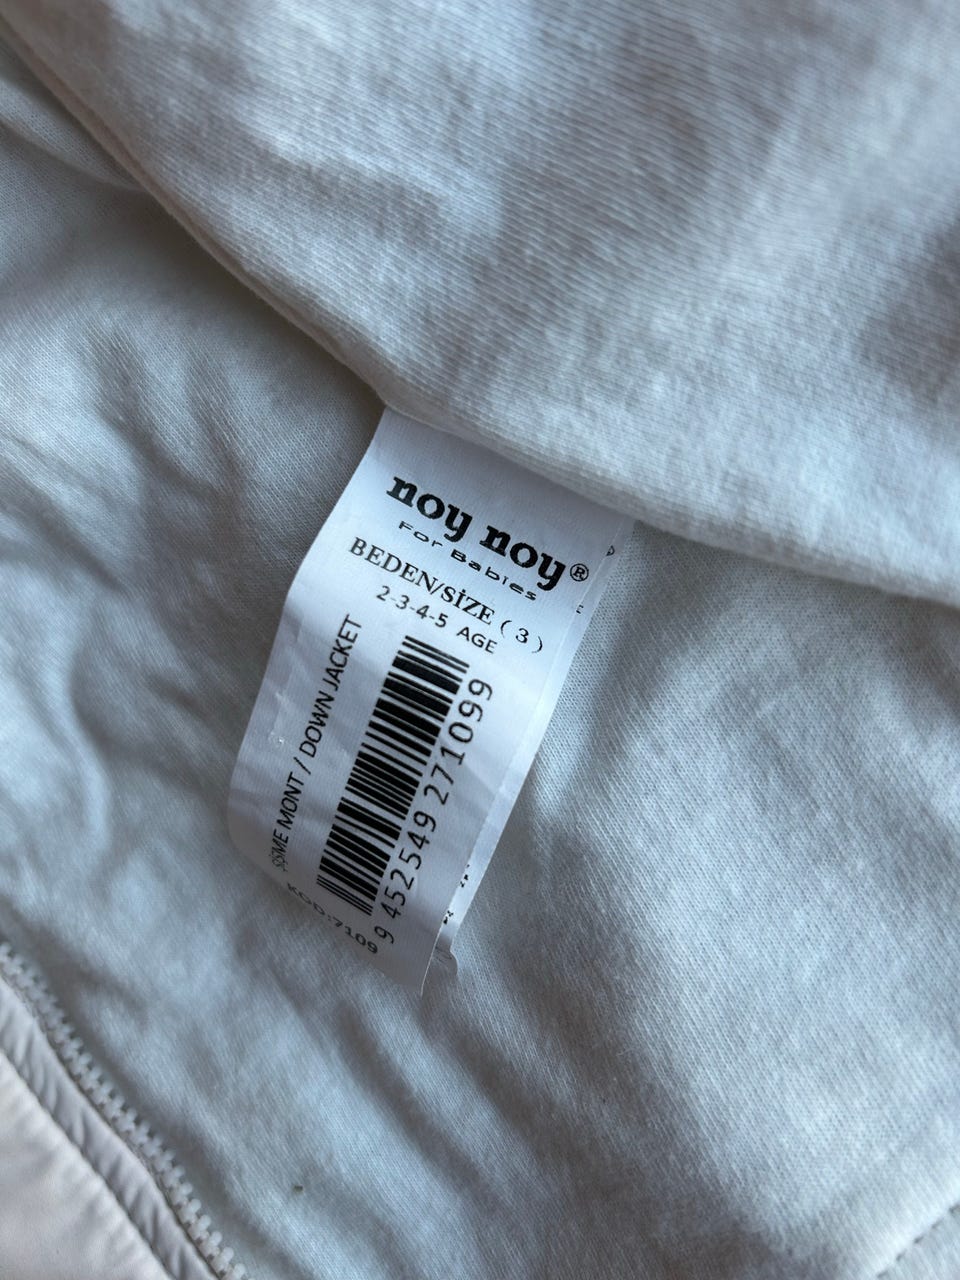 noy noy®
For Babies
BEDEN/SİZE ( 3 )
2-3-4-5 AGE
ŞİŞME MONT / DOWN JACKET
9 452549 271099
KOD:7109